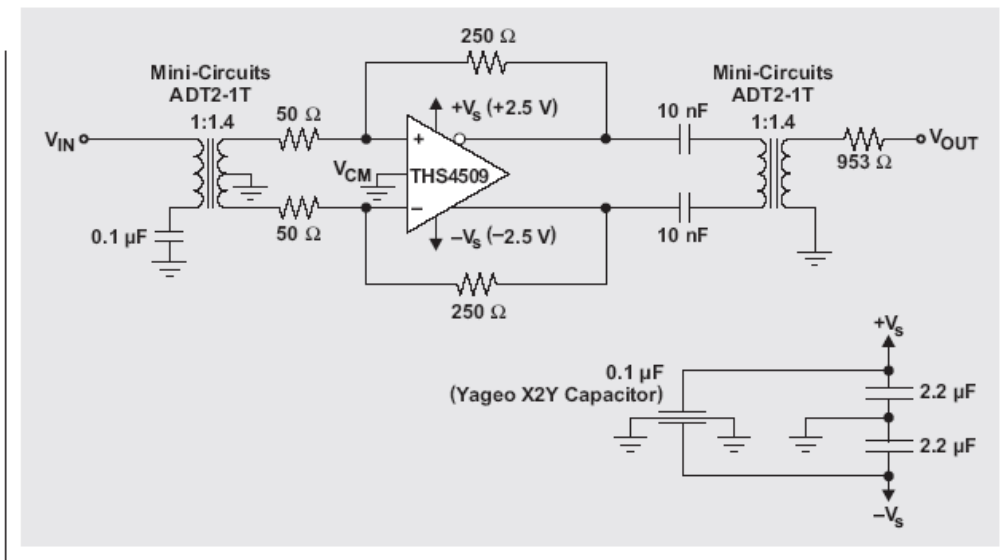 250 Ω
Mini-Circuits
ADT2-1T
1:1.4
50 Ω
+Vs (+2.5 V)
10 nF
Mini-Circuits
ADT2-1T
1:1.4
VIN
+
VOUT
953 Ω
VCM
THS4509
−
0.1 µF
50 Ω
−Vs (−2.5 V)
10 nF
250 Ω
+Vs
0.1 µF
(Yageo X2Y Capacitor)
2.2 µF
2.2 µF
−Vs